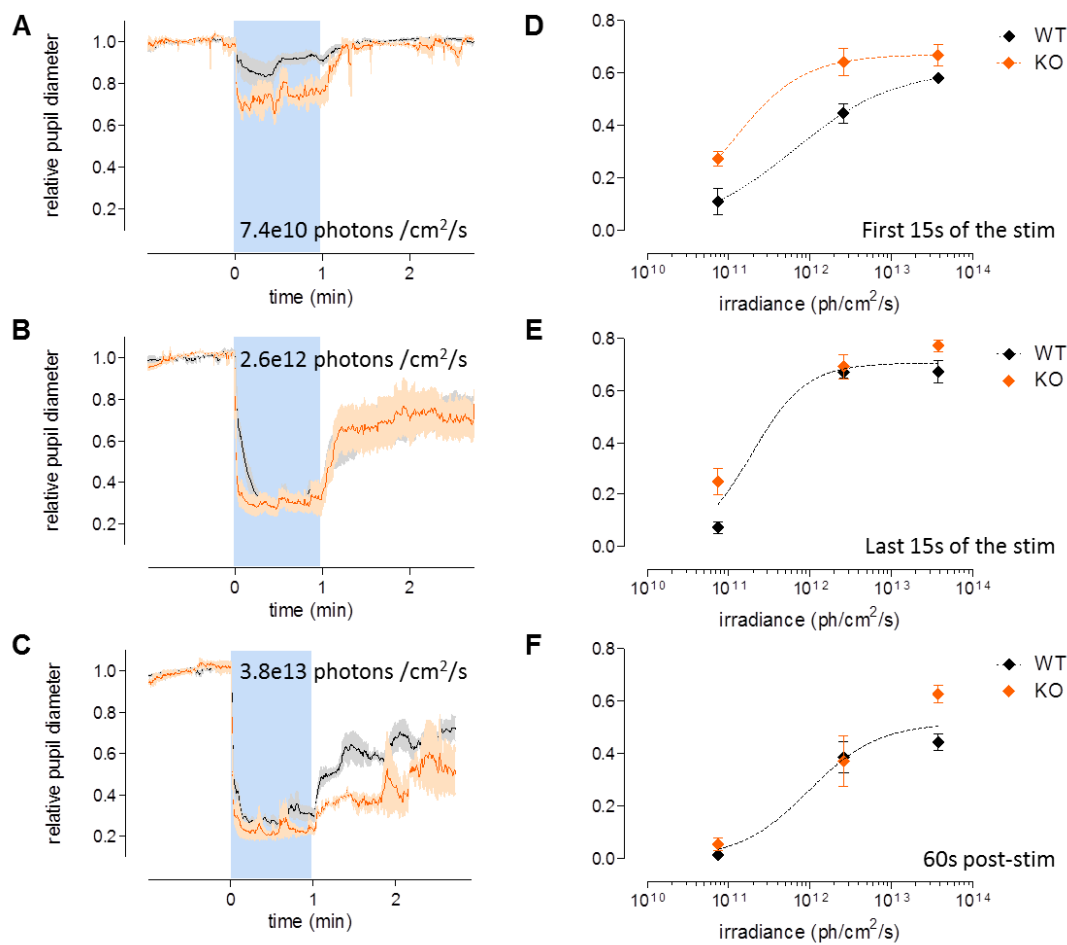 A
relative pupil diameter
1.0
0.8
0.6
0.4
0.2
7.4e10 photons /cm²/s
0 1 2
time (min)
B
relative pupil diameter
1.0
0.8
0.6
0.4
0.2
2.6e12 photons /cm²/s
0 1 2
time (min)
C
relative pupil diameter
1.0
0.8
0.6
0.4
0.2
3.8e13 photons /cm²/s
0 1 2
time (min)
D
0.8
0.6
0.4
0.2
0.0
WT
KO
First 15s of the stim
10¹⁰ 10¹¹ 10¹² 10¹³ 10¹⁴
irradiance (ph/cm²/s)
E
0.8
0.6
0.4
0.2
0.0
WT
KO
Last 15s of the stim
10¹⁰ 10¹¹ 10¹² 10¹³ 10¹⁴
irradiance (ph/cm²/s)
F
0.8
0.6
0.4
0.2
0.0
WT
KO
60s post-stim
10¹⁰ 10¹¹ 10¹² 10¹³ 10¹⁴
irradiance (ph/cm²/s)